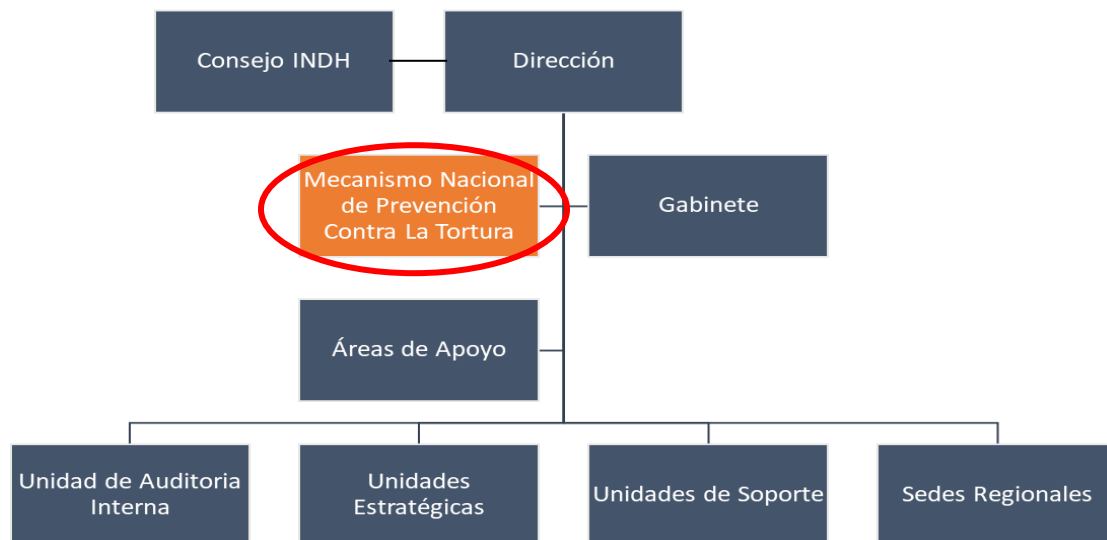 Consejo INDH
Dirección
Mecanismo Nacional
de Prevención
Contra La Tortura
Gabinete
Áreas de Apoyo
Unidad de Auditoria
Interna
Unidades
Estratégicas
Unidades de Soporte
Sedes Regionales